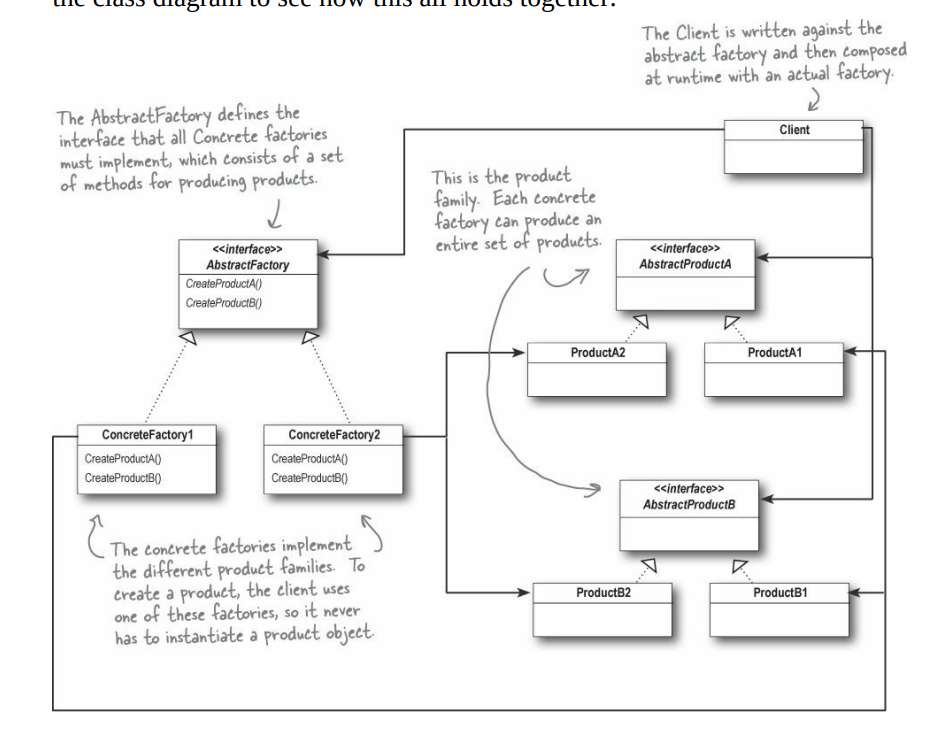 the class diagram to see how this all holds together:
The Client is written against the
abstract factory and then composed
at runtime with an actual factory.
The AbstractFactory defines the
interface that all Concrete factories
must implement, which consists of a set
of methods for producing products.
Client
This is the product
family. Each concrete
factory can produce an
entire set of products.
<<interface>>
AbstractFactory
CreateProductA()
CreateProductB()
<<interface>>
AbstractProductA
ProductA2
ProductA1
ConcreteFactory1
CreateProductA()
CreateProductB()
ConcreteFactory2
CreateProductA()
CreateProductB()
<<interface>>
AbstractProductB
The concrete factories implement
the different product families. To
create a product, the client uses
one of these factories, so it never
has to instantiate a product object.
ProductB2
ProductB1